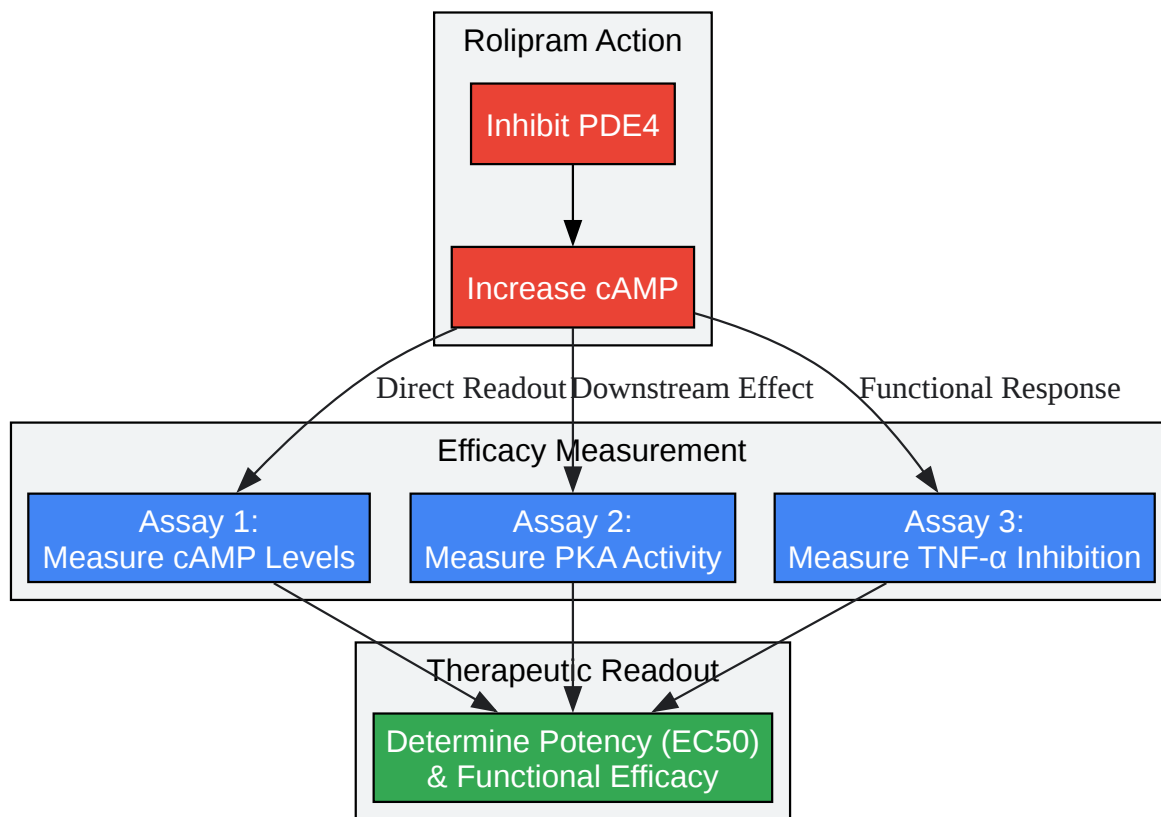 Rolipram Action
Inhibit PDE4
Increase cAMP
Direct Readout
Downstream Effect
Functional Response
Efficacy Measurement
Assay 1:
Measure cAMP Levels
Assay 2:
Measure PKA Activity
Assay 3:
Measure TNF-α Inhibition
Therapeutic Readout
Determine Potency (EC50)
& Functional Efficacy